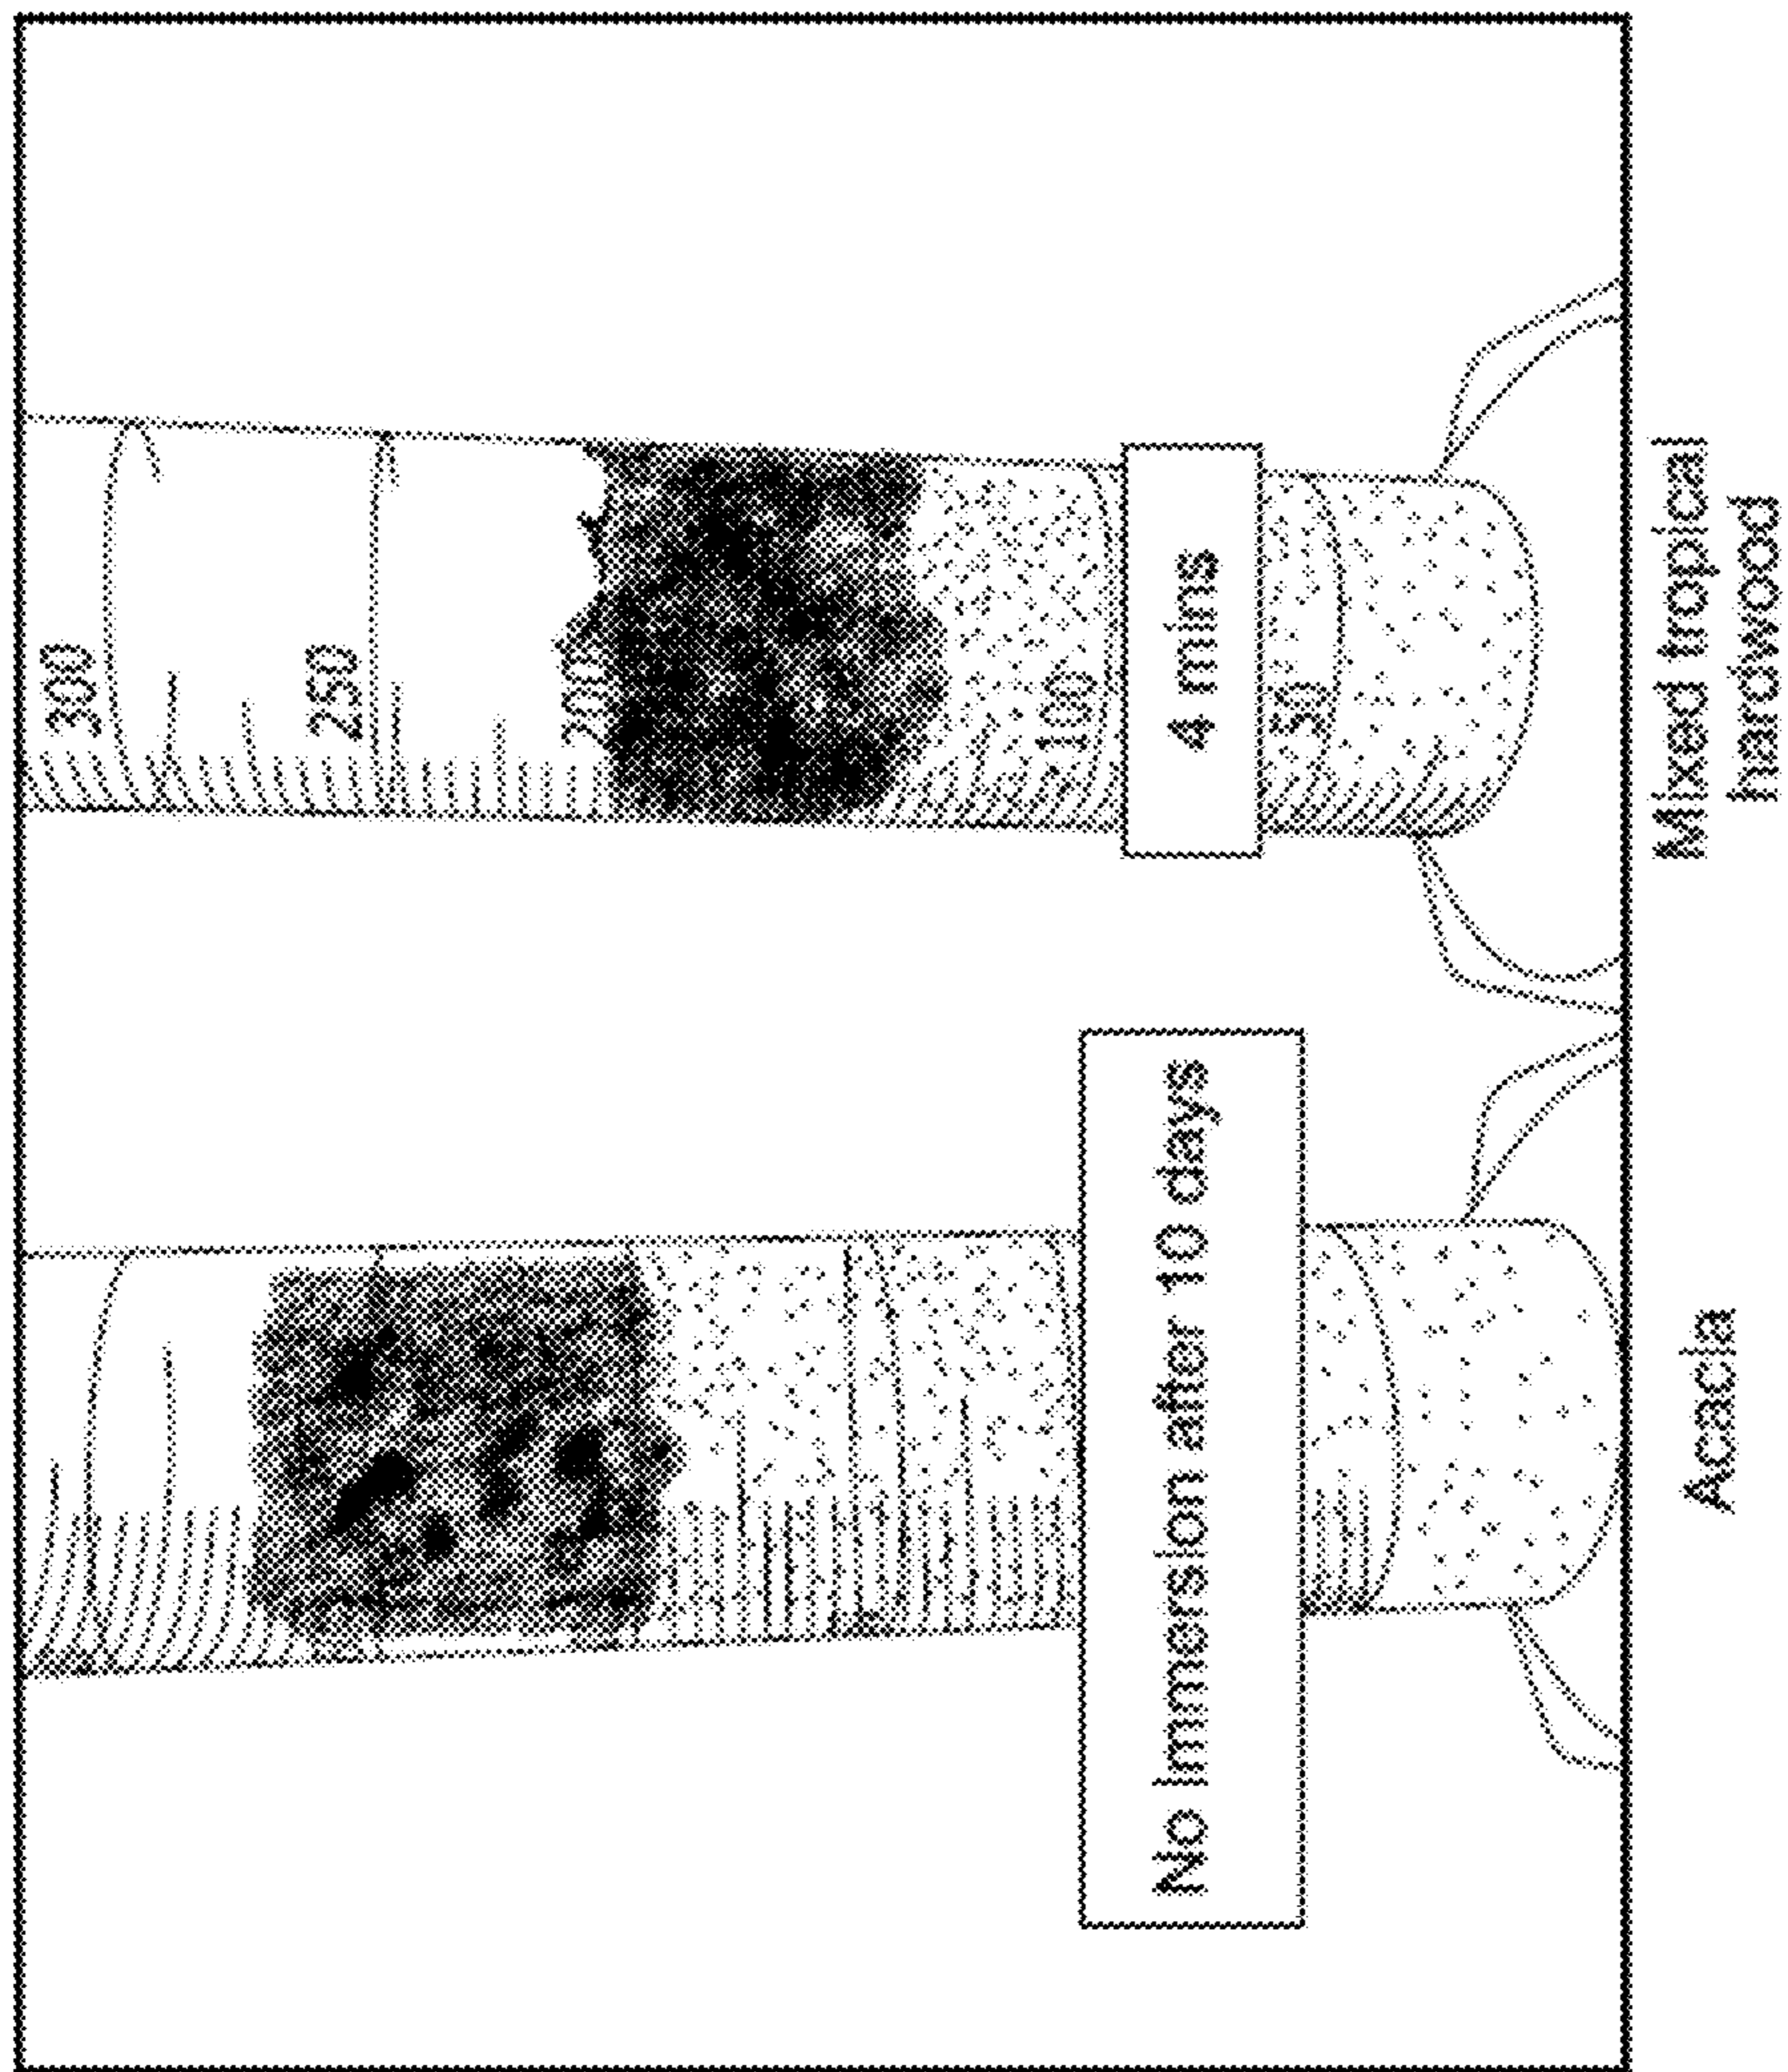 300
250
200
100
No Immersion after 10 days
4 mins
50
Acacia
Mixed tropical
hardwood